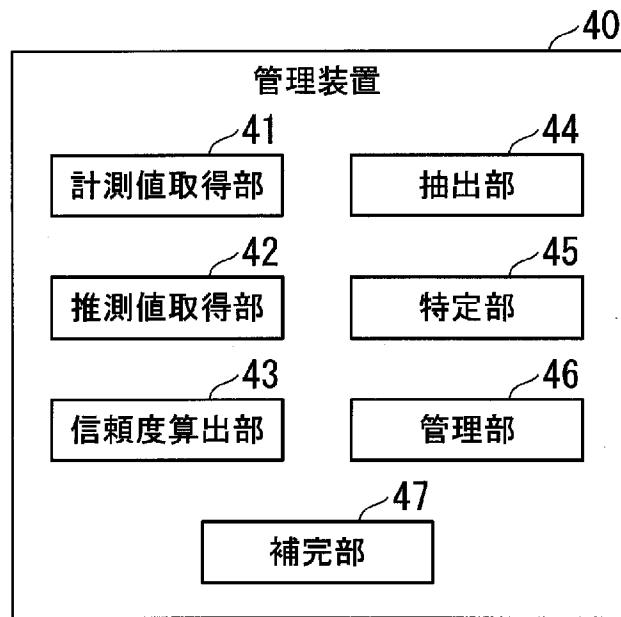 40
管理装置
41
計測値取得部
44
抽出部
42
推測値取得部
45
特定部
43
信頼度算出部
46
管理部
47
補完部